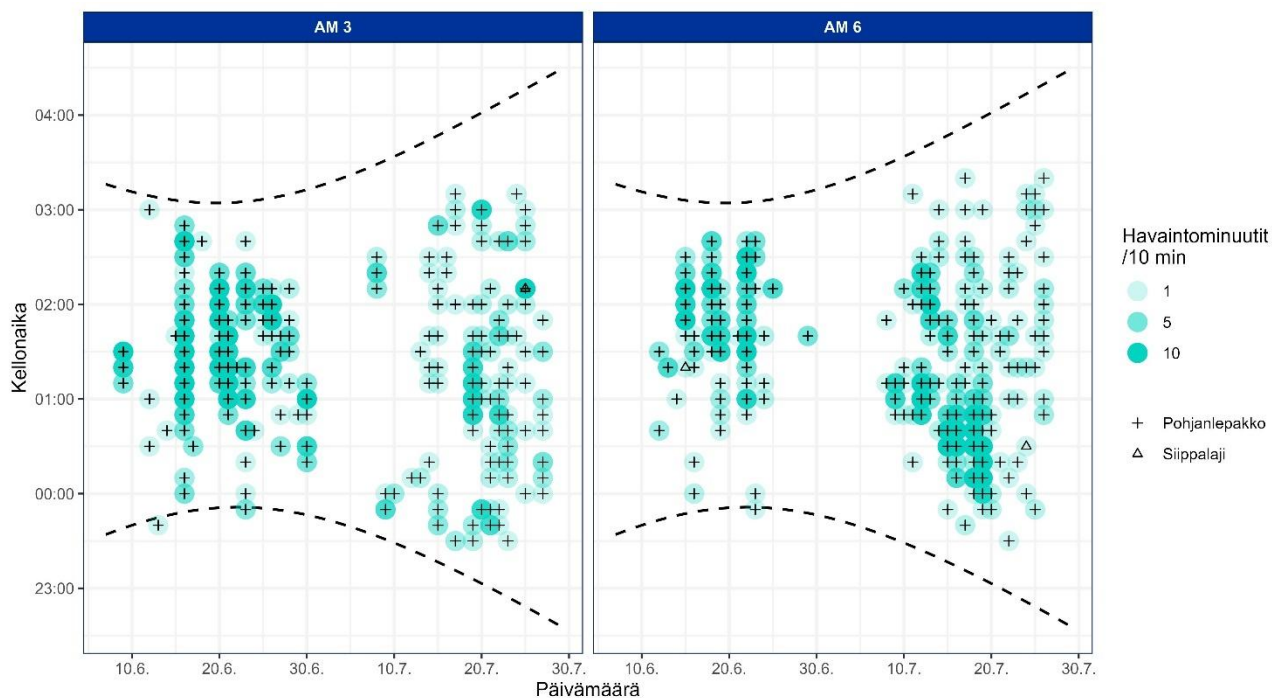 AM 3
AM 6
04:00
03:00
02:00
01:00
00:00
23:00
Kellonaika
10.6.
20.6.
30.6.
10.7.
20.7.
30.7.
10.6.
20.6.
30.6.
10.7.
20.7.
30.7.
Päivämäärä
Havaintominuutit
/10 min
1
5
10
Pohjanlepakko
Siippalaji